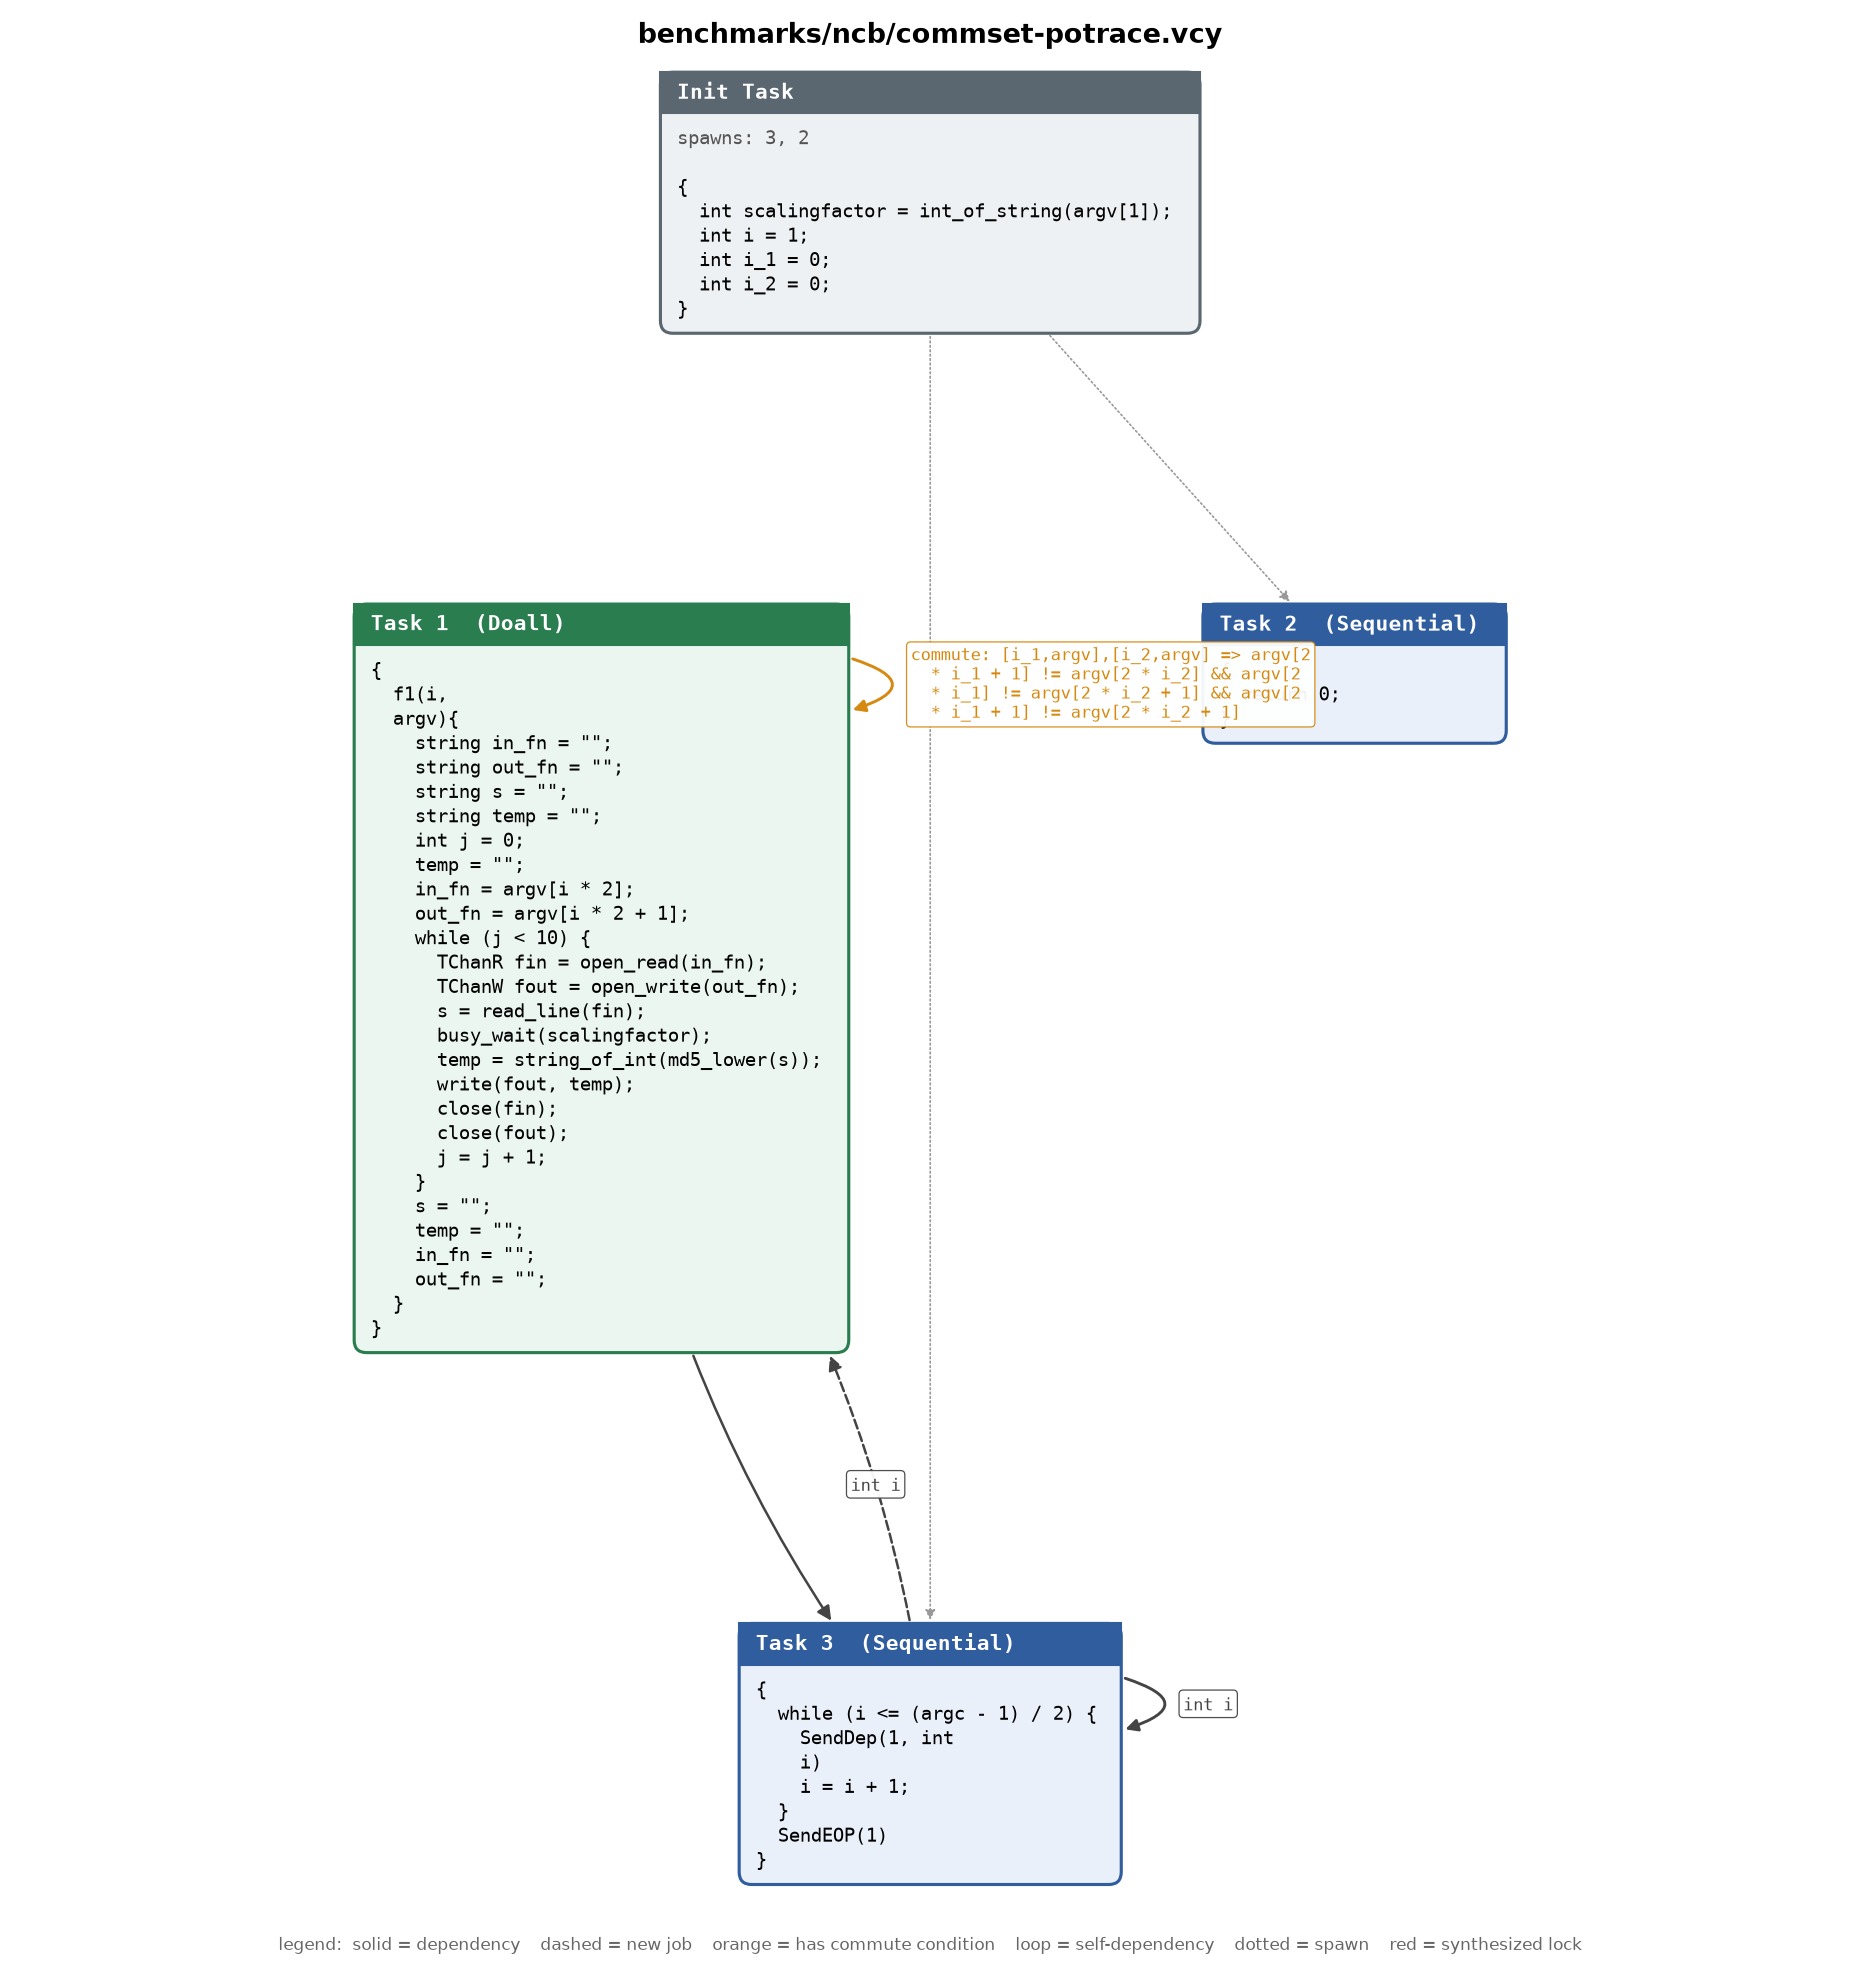 benchmarks/ncb/commset-potrace.vcy
Init Task
spawns: 3, 2
{
  int scalingfactor = int_of_string(argv[1]);
  int i = 1;
  int i_1 = 0;
  int i_2 = 0;
}
Task 1  (Doall)
{
  f1(i,
  argv){
    string in_fn = "";
    string out_fn = "";
    string s = "";
    string temp = "";
    int j = 0;
    temp = "";
    in_fn = argv[i * 2];
    out_fn = argv[i * 2 + 1];
    while (j < 10) {
      TChanR fin = open_read(in_fn);
      TChanW fout = open_write(out_fn);
      s = read_line(fin);
      busy_wait(scalingfactor);
      temp = string_of_int(md5_lower(s));
      write(fout, temp);
      close(fin);
      close(fout);
      j = j + 1;
    }
    s = "";
    temp = "";
    in_fn = "";
    out_fn = "";
  }
}
commute: [i_1,argv],[i_2,argv] => argv[2
  * i_1 + 1] != argv[2 * i_2] && argv[2
  * i_1] != argv[2 * i_2 + 1] && argv[2
  * i_1 + 1] != argv[2 * i_2 + 1]
Task 2  (Sequential)
0;
int i
Task 3  (Sequential)
{
  while (i <= (argc - 1) / 2) {
    SendDep(1, int
    i)
    i = i + 1;
  }
  SendEOP(1)
}
int i
legend:  solid = dependency    dashed = new job    orange = has commute condition    loop = self-dependency    dotted = spawn    red = synthesized lock